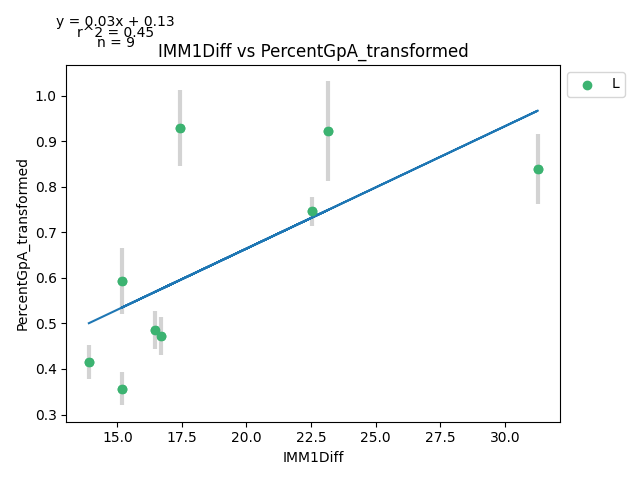 y = 0.03x + 0.13
r^2 = 0.45
n = 9
IMM1Diff vs PercentGpA_transformed
L
PercentGpA_transformed
1.0
0.9
0.8
0.7
0.6
0.5
0.4
0.3
15.0 17.5 20.0 22.5 25.0 27.5 30.0
IMM1Diff